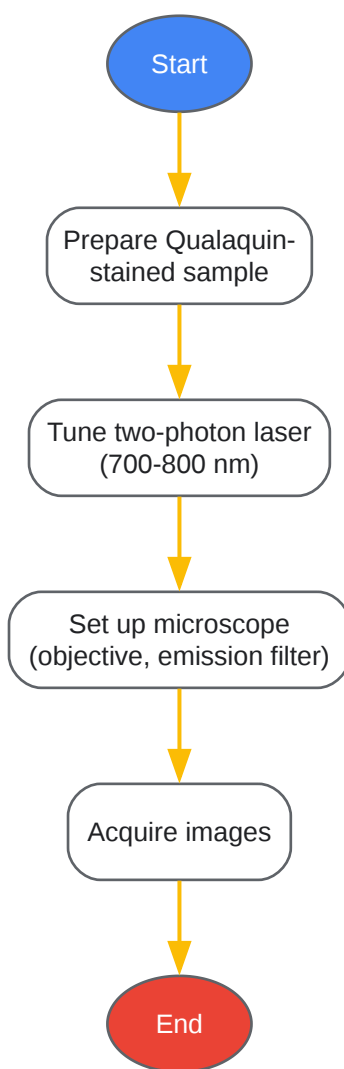 Start
Prepare Qualaquin-
stained sample
Tune two-photon laser
(700-800 nm)
Set up microscope
(objective, emission filter)
Acquire images
End